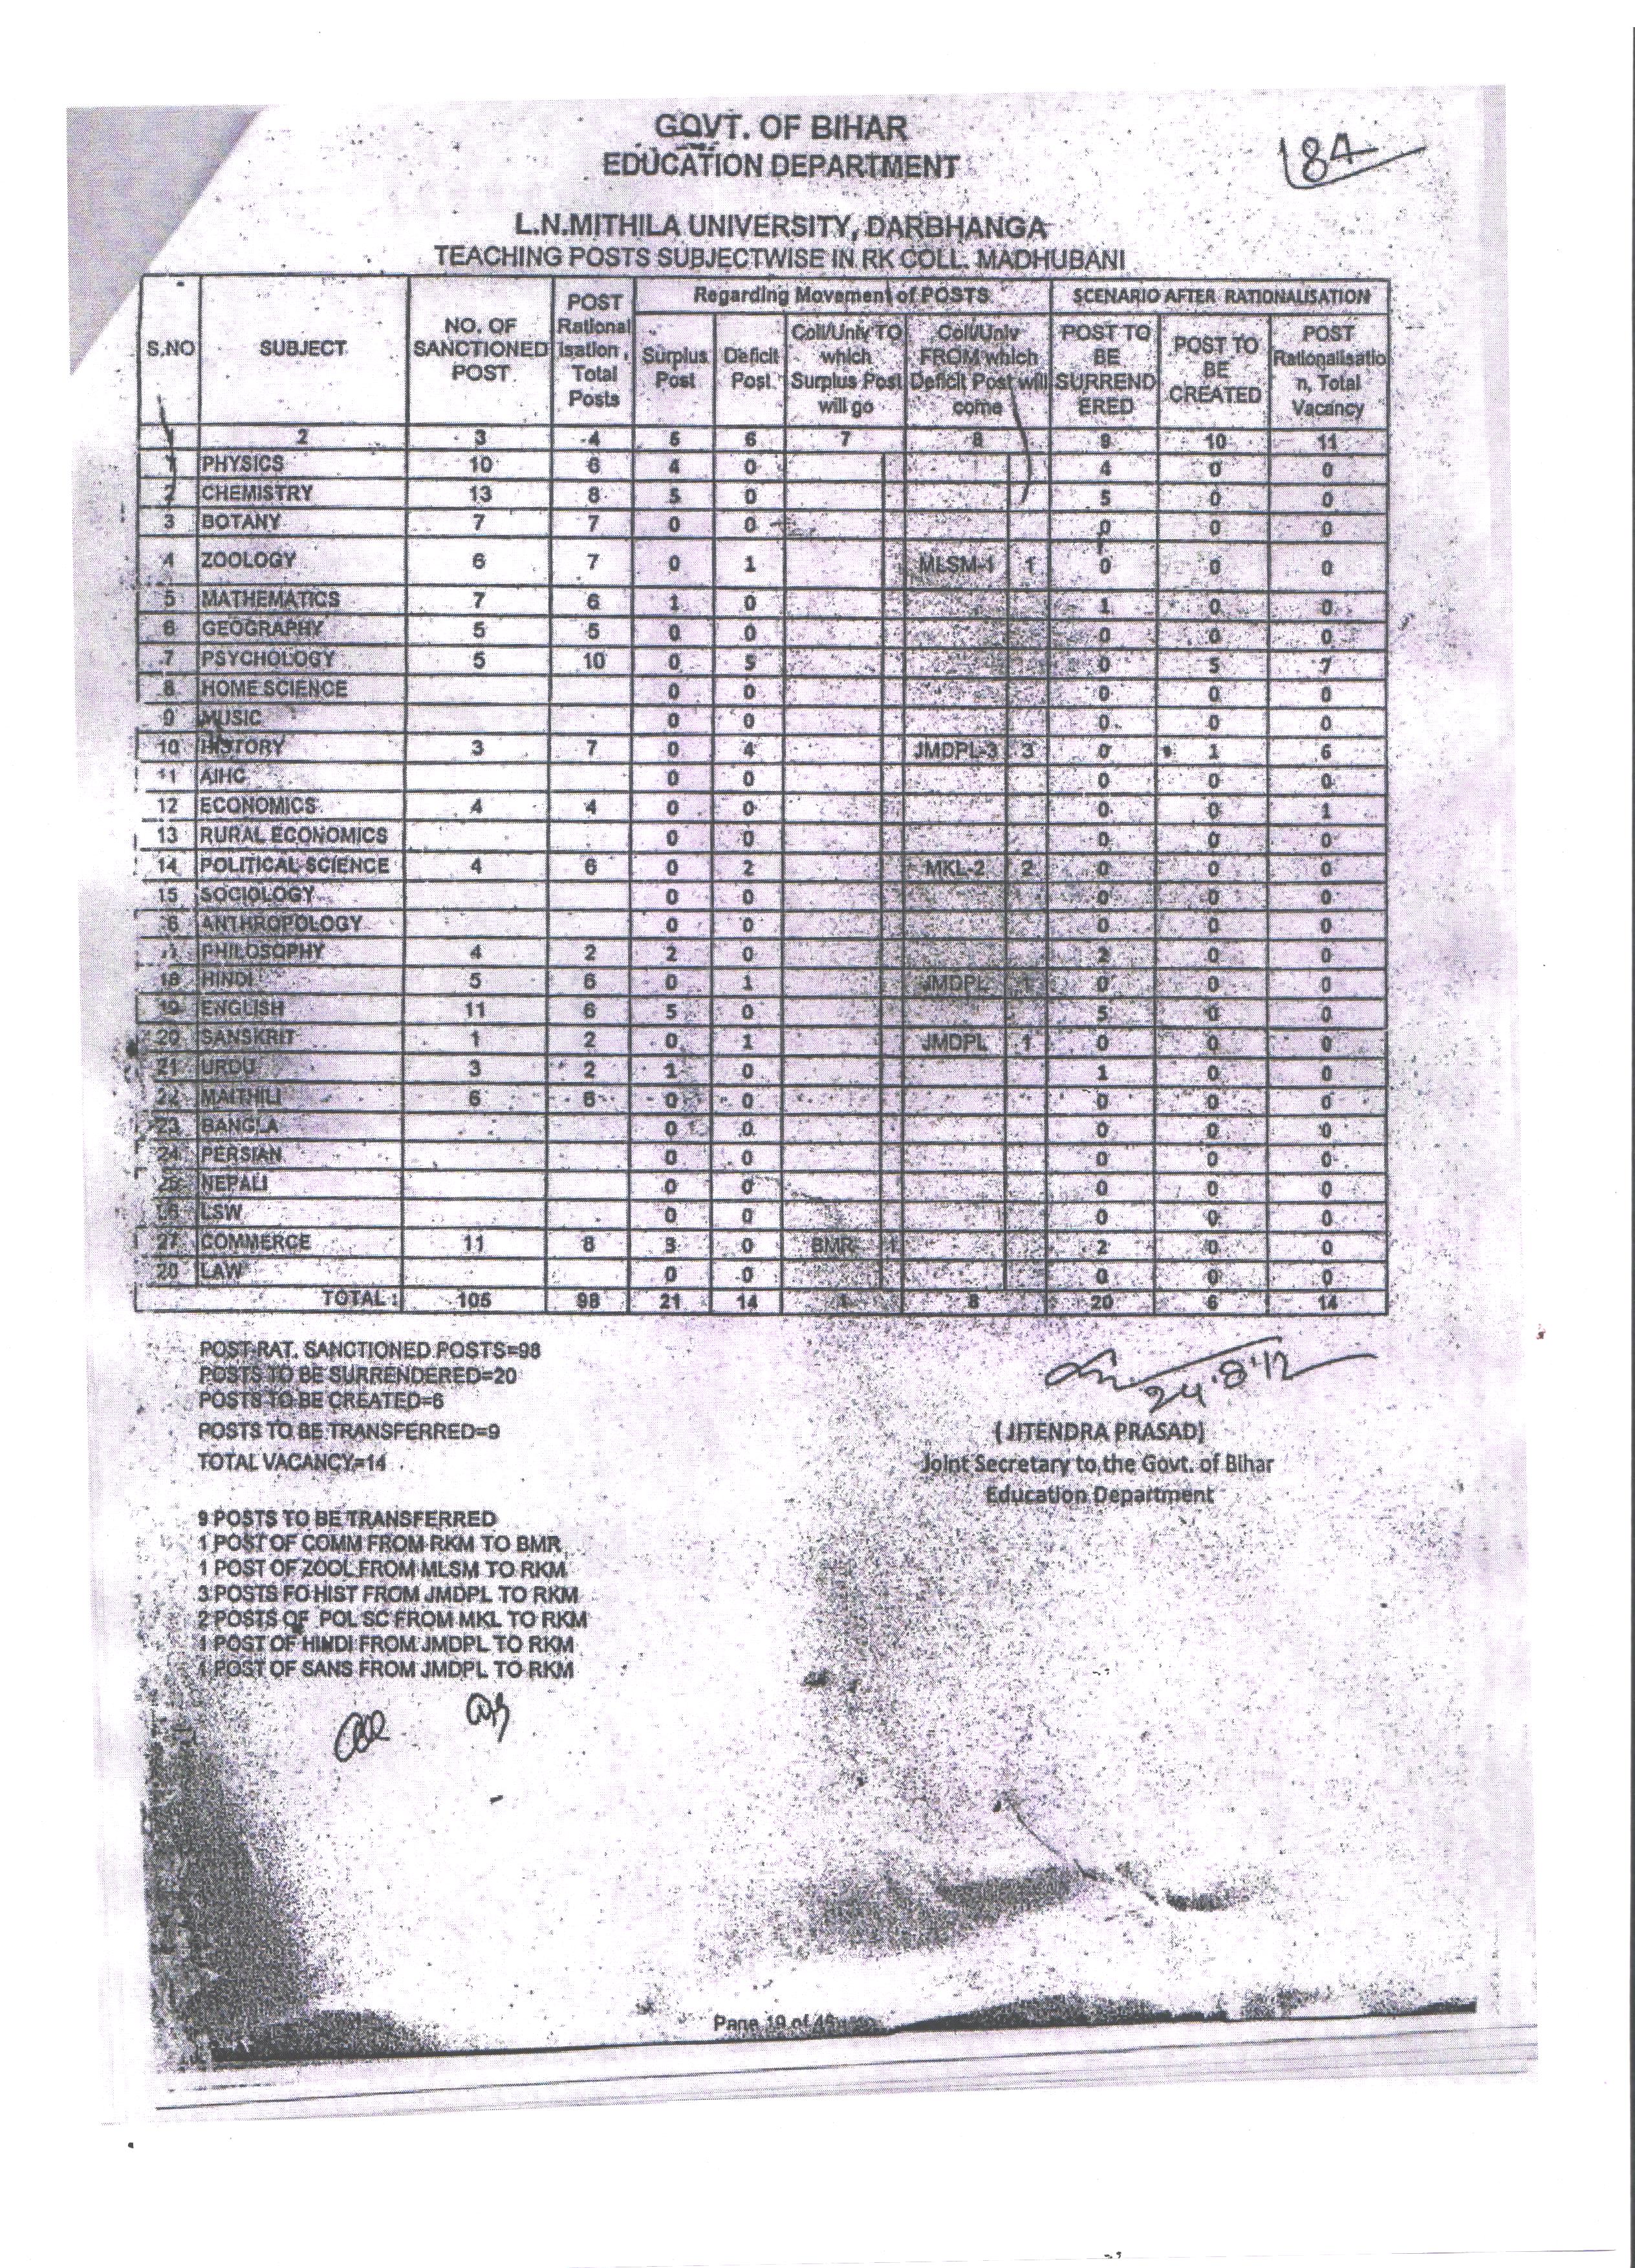 GOVT. OF BIHAR
EDUCATION DEPARTMENT
184
L.N.MITHILA UNIVERSITY, DARBHANGA
TEACHING POSTS SUBJECTWISE IN RK COLL. MADHUBANI
S.NO SUBJECT NO. OF SANCTIONED POST POST Rationalisation, Total Posts Regarding Movement of POSTS SCENARIO AFTER RATIONALISATION
Surplus Post Deficit Post Coll/Univ TO which Surplus Post will go Coll/Univ FROM which Deficit Post will come POST TO BE SURRENDERED POST TO BE CREATED POST Rationalisation, Total Vacancy
1 2 3 4 5 6 7 8 9 10 11
1 PHYSICS 10 6 4 0 4 0 0
2 CHEMISTRY 13 8 5 0 5 0 0
3 BOTANY 7 7 0 0 0 0 0
4 ZOOLOGY 6 7 0 1 MLSM-1 1 0 0 0
5 MATHEMATICS 7 6 1 0 1 0 0
6 GEOGRAPHY 5 5 0 0 0 0 0
7 PSYCHOLOGY 5 10 0 5 0 5 7
8 HOME SCIENCE 0 0 0 0 0
9 MUSIC 0 0 0 0 0
10 HISTORY 3 7 0 4 JMDPL-3 3 0 1 6
11 AIHC 0 0 0 0 0
12 ECONOMICS 4 4 0 0 0 0 1
13 RURAL ECONOMICS 0 0 0 0 0
14 POLITICAL SCIENCE 4 6 0 2 MKL-2 2 0 0 0
15 SOCIOLOGY 0 0 0 0 0
6 ANTHROPOLOGY 0 0 0 0 0
PHILOSOPHY 4 2 2 0 2 0 0
18 HINDI 5 6 0 1 JMDPL 1 0 0 0
19 ENGLISH 11 6 5 0 5 0 0
20 SANSKRIT 1 2 0 1 JMDPL 1 0 0 0
21 URDU 3 2 1 0 1 0 0
22 MAITHILI 6 6 0 0 0 0 0
23 BANGLA 0 0 0 0 0
24 PERSIAN 0 0 0 0 0
25 NEPALI 0 0 0 0 0
26 LSW 0 0 0 0 0
27 COMMERCE 11 8 3 0 BMR 1 2 0 0
28 LAW 0 0 0 0 0
TOTAL : 105 98 21 14 1 8 20 6 14
POST RAT. SANCTIONED POSTS=98
POSTS TO BE SURRENDERED=20
POSTS TO BE CREATED=6
POSTS TO BE TRANSFERRED=9
TOTAL VACANCY=14
24.8.12
(JITENDRA PRASAD)
Joint Secretary to the Govt. of Bihar
Education Department
9 POSTS TO BE TRANSFERRED
1 POST OF COMM FROM RKM TO BMR
1 POST OF ZOOL FROM MLSM TO RKM
3 POSTS FO HIST FROM JMDPL TO RKM
2 POSTS OF POL SC FROM MKL TO RKM
1 POST OF HINDI FROM JMDPL TO RKM
1 POST OF SANS FROM JMDPL TO RKM
Page 19 of 45